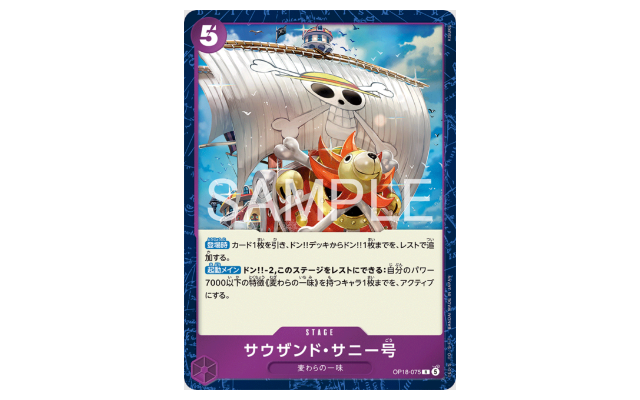 5
SAMPLE
登場時 カード1枚を引き、ドン!!デッキからドン!!1枚までを、レストで追
加する。
起動メイン ドン!!-2,このステージをレストにできる:自分のパワー
7000以下の特徴《麦わらの一味》を持つキャラ1枚までを、アクティブ
にする。
STAGE
サウザンド・サニー号
麦わらの一味
OP18-075 R